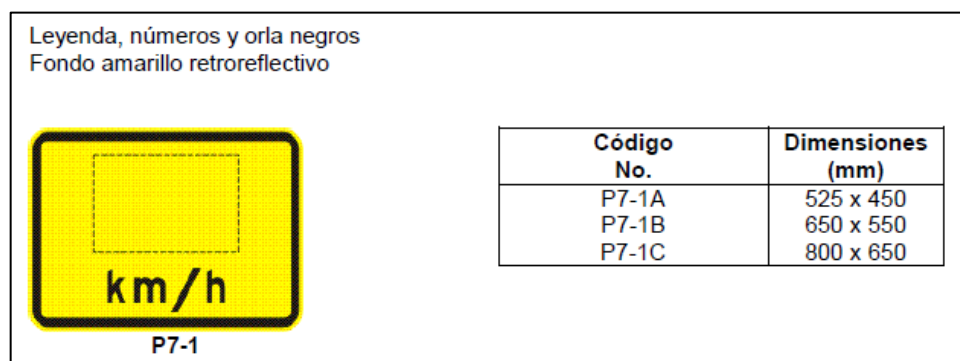 Leyenda, números y orla negros
Fondo amarillo retroreflectivo
km/h
P7-1
Código No. Dimensiones (mm)
P7-1A 525 x 450
P7-1B 650 x 550
P7-1C 800 x 650